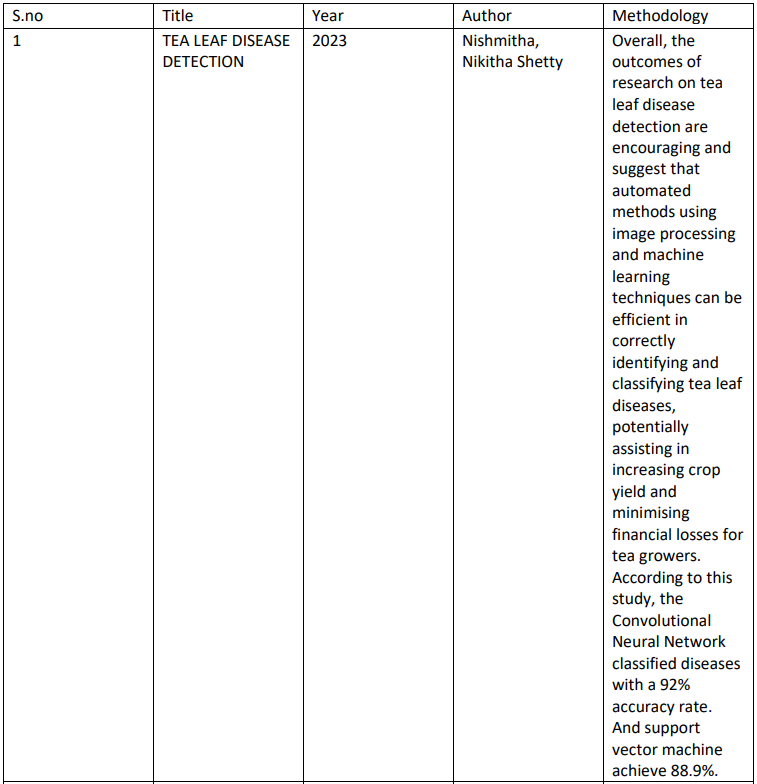 S.no Title Year Author Methodology
1 TEA LEAF DISEASE 2023 Nishmitha, Overall, the
DETECTION Nikitha Shetty outcomes of
research on tea
leaf disease
detection are
encouraging and
suggest that
automated
methods using
image processing
and machine
learning
techniques can be
efficient in
correctly
identifying and
classifying tea leaf
diseases,
potentially
assisting in
increasing crop
yield and
minimising
financial losses for
tea growers.
According to this
study, the
Convolutional
Neural Network
classified diseases
with a 92%
accuracy rate.
And support
vector machine
achieve 88.9%.